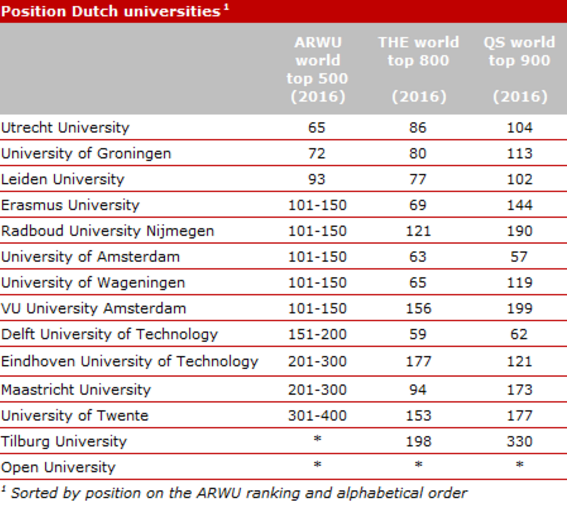 Position Dutch universities 1
ARWU world top 500 (2016) THE world top 800 (2016) QS world top 900 (2016)
Utrecht University 65 86 104
University of Groningen 72 80 113
Leiden University 93 77 102
Erasmus University 101-150 69 144
Radboud University Nijmegen 101-150 121 190
University of Amsterdam 101-150 63 57
University of Wageningen 101-150 65 119
VU University Amsterdam 101-150 156 199
Delft University of Technology 151-200 59 62
Eindhoven University of Technology 201-300 177 121
Maastricht University 201-300 94 173
University of Twente 301-400 153 177
Tilburg University * 198 330
Open University * * *
1 Sorted by position on the ARWU ranking and alphabetical order